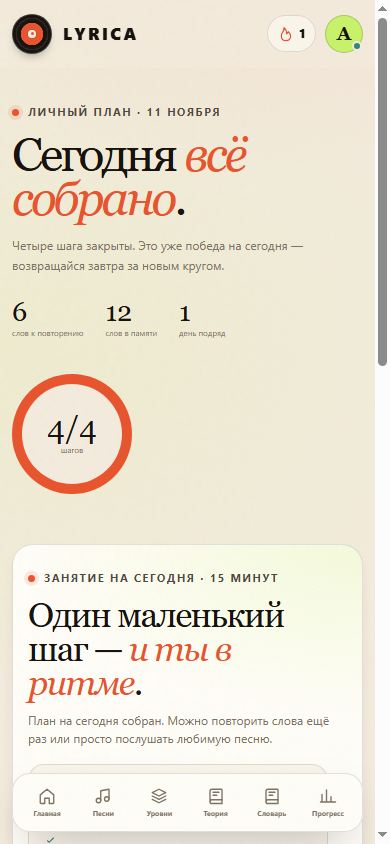 LYRICA
1
A
ЛИЧНЫЙ ПЛАН · 11 НОЯБРЯ
Сегодня всё
собрано.
Четыре шага закрыты. Это уже победа на сегодня —
возвращайся завтра за новым кругом.
6
слов к повторению
12
слов в памяти
1
день подряд
4/4
шагов
ЗАНЯТИЕ НА СЕГОДНЯ · 15 МИНУТ
Один маленький
шаг — и ты в
ритме.
План на сегодня собран. Можно повторить слова ещё
раз или просто послушать любимую песню.
Главная
Песни
Уровни
Теория
Словарь
Прогресс